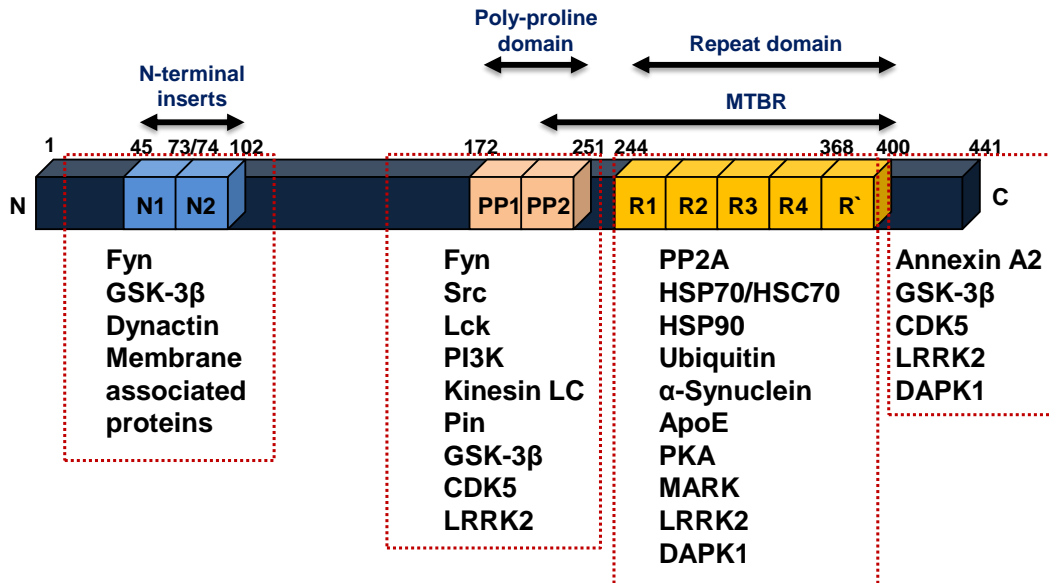 Poly-proline
domain
Repeat domain
N-terminal
inserts
MTBR
1 45 73/74 102 172 251 244 368 400 441
N N1 N2 PP1 PP2 R1 R2 R3 R4 R` C
Fyn
GSK-3β
Dynactin
Membrane
associated
proteins
Fyn
Src
Lck
PI3K
Kinesin LC
Pin
GSK-3β
CDK5
LRRK2
PP2A
HSP70/HSC70
HSP90
Ubiquitin
α-Synuclein
ApoE
PKA
MARK
LRRK2
DAPK1
Annexin A2
GSK-3β
CDK5
LRRK2
DAPK1